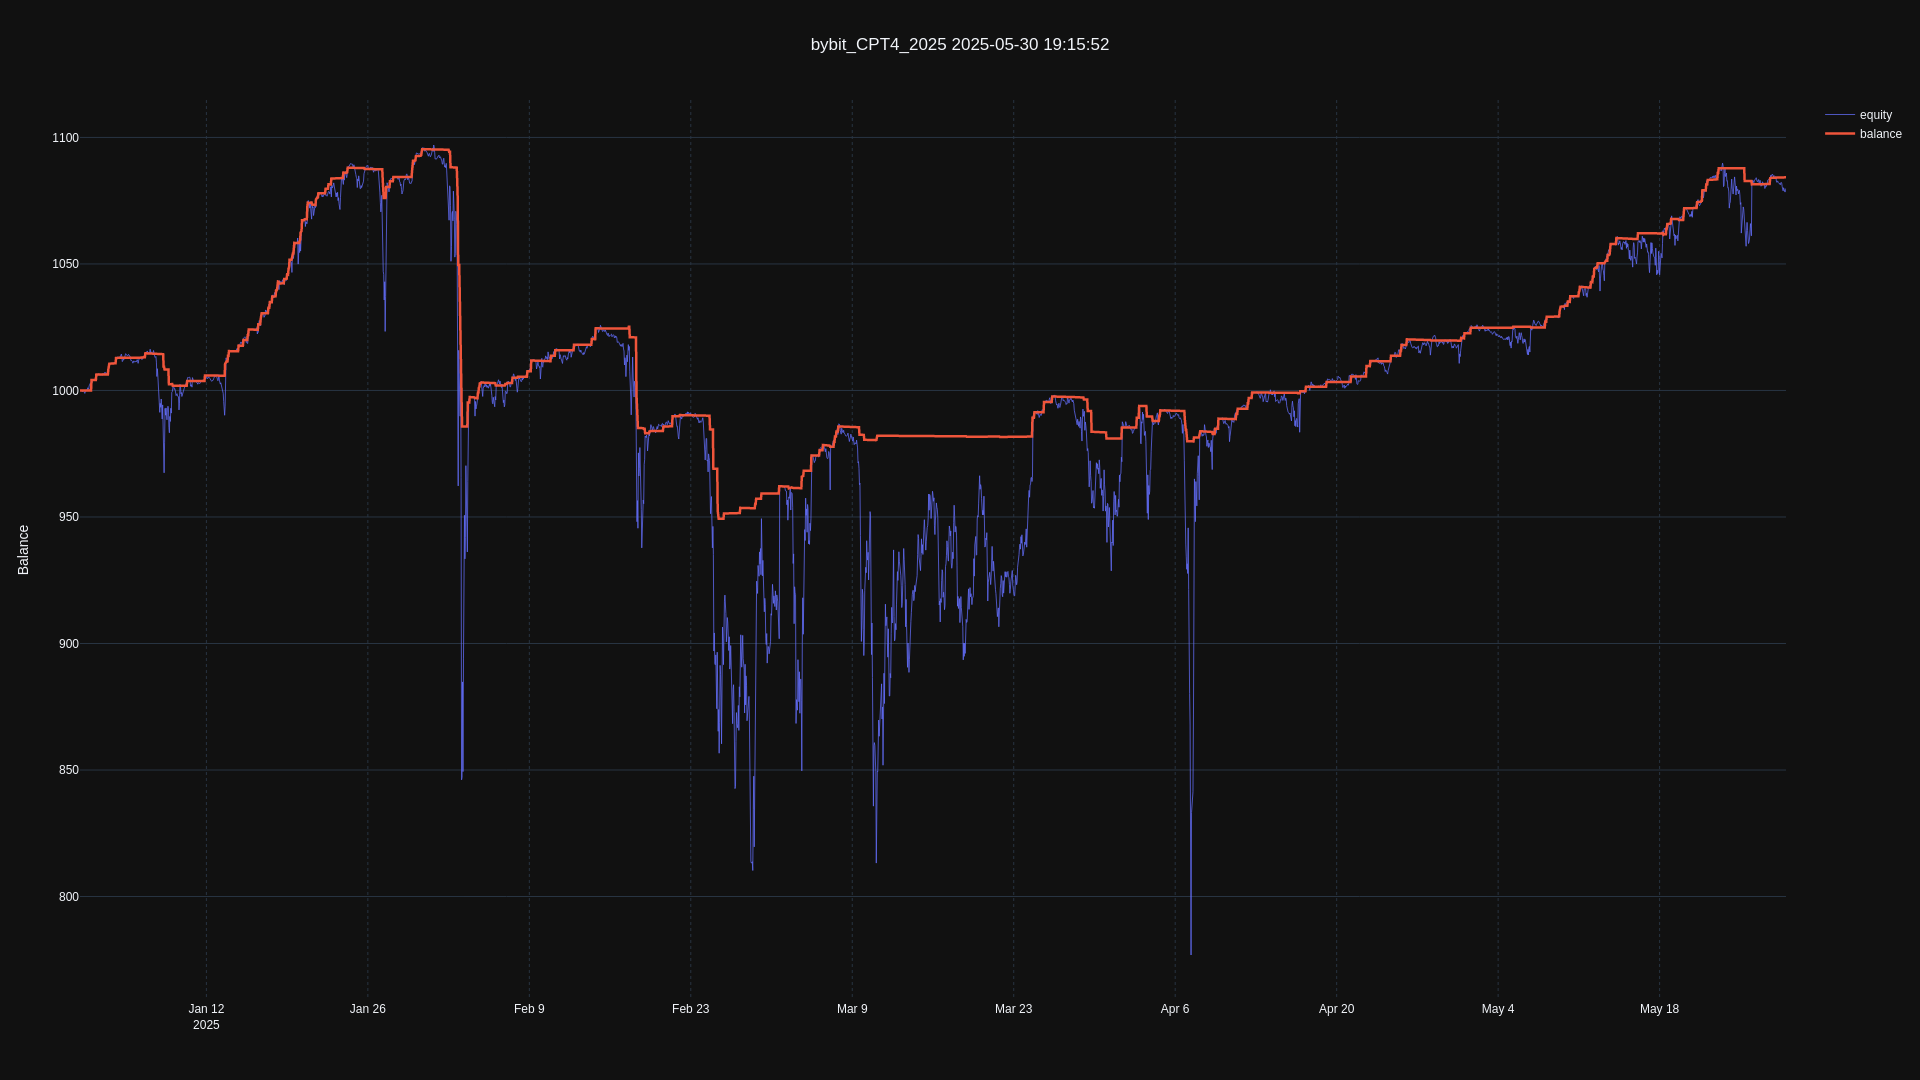 bybit_CPT4_2025 2025-05-30 19:15:52
equity
balance
Balance
1100
1050
1000
950
900
850
800
Jan 12
2025
Jan 26
Feb 9
Feb 23
Mar 9
Mar 23
Apr 6
Apr 20
May 4
May 18